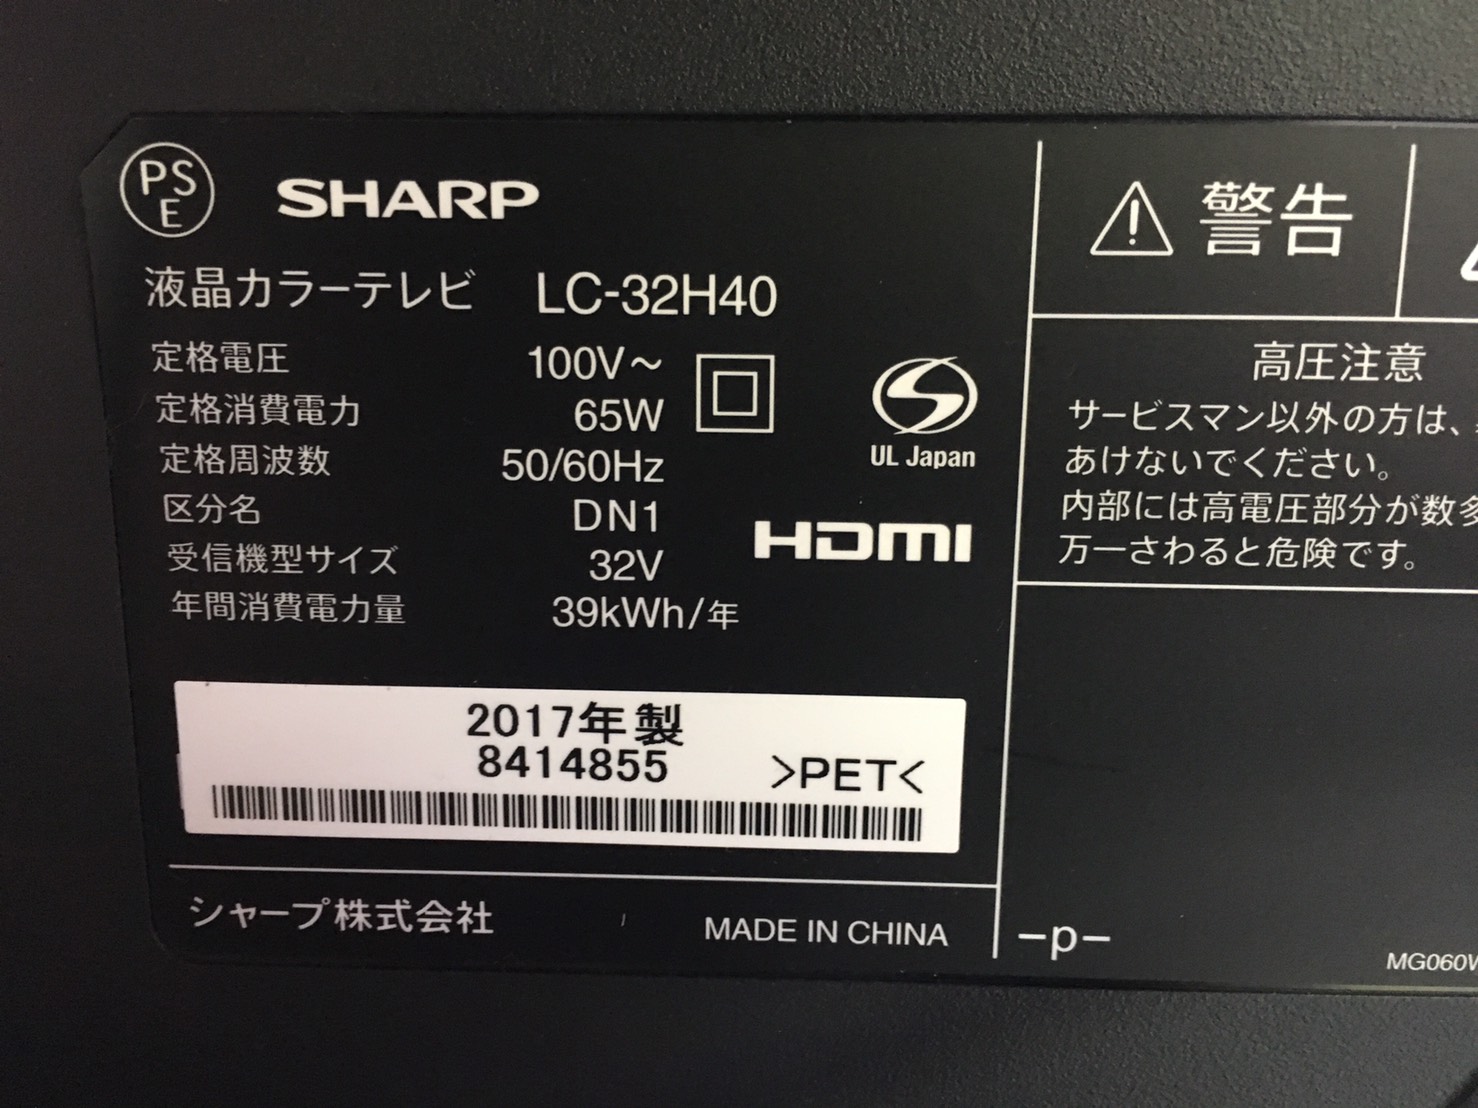 PS
E
SHARP
液晶カラーテレビ LC-32H40
定格電圧 100V～
定格消費電力 65W
定格周波数 50/60Hz
区分名 DN1
受信機型サイズ 32V
年間消費電力量 39kWh/年
UL Japan
HDMI
2017年製
8414855
>PET<
シャープ株式会社
MADE IN CHINA
警告
高圧注意
サービスマン以外の方は、
あけないでください。
内部には高電圧部分が数多
万一さわると危険です。
-p-
MG060W